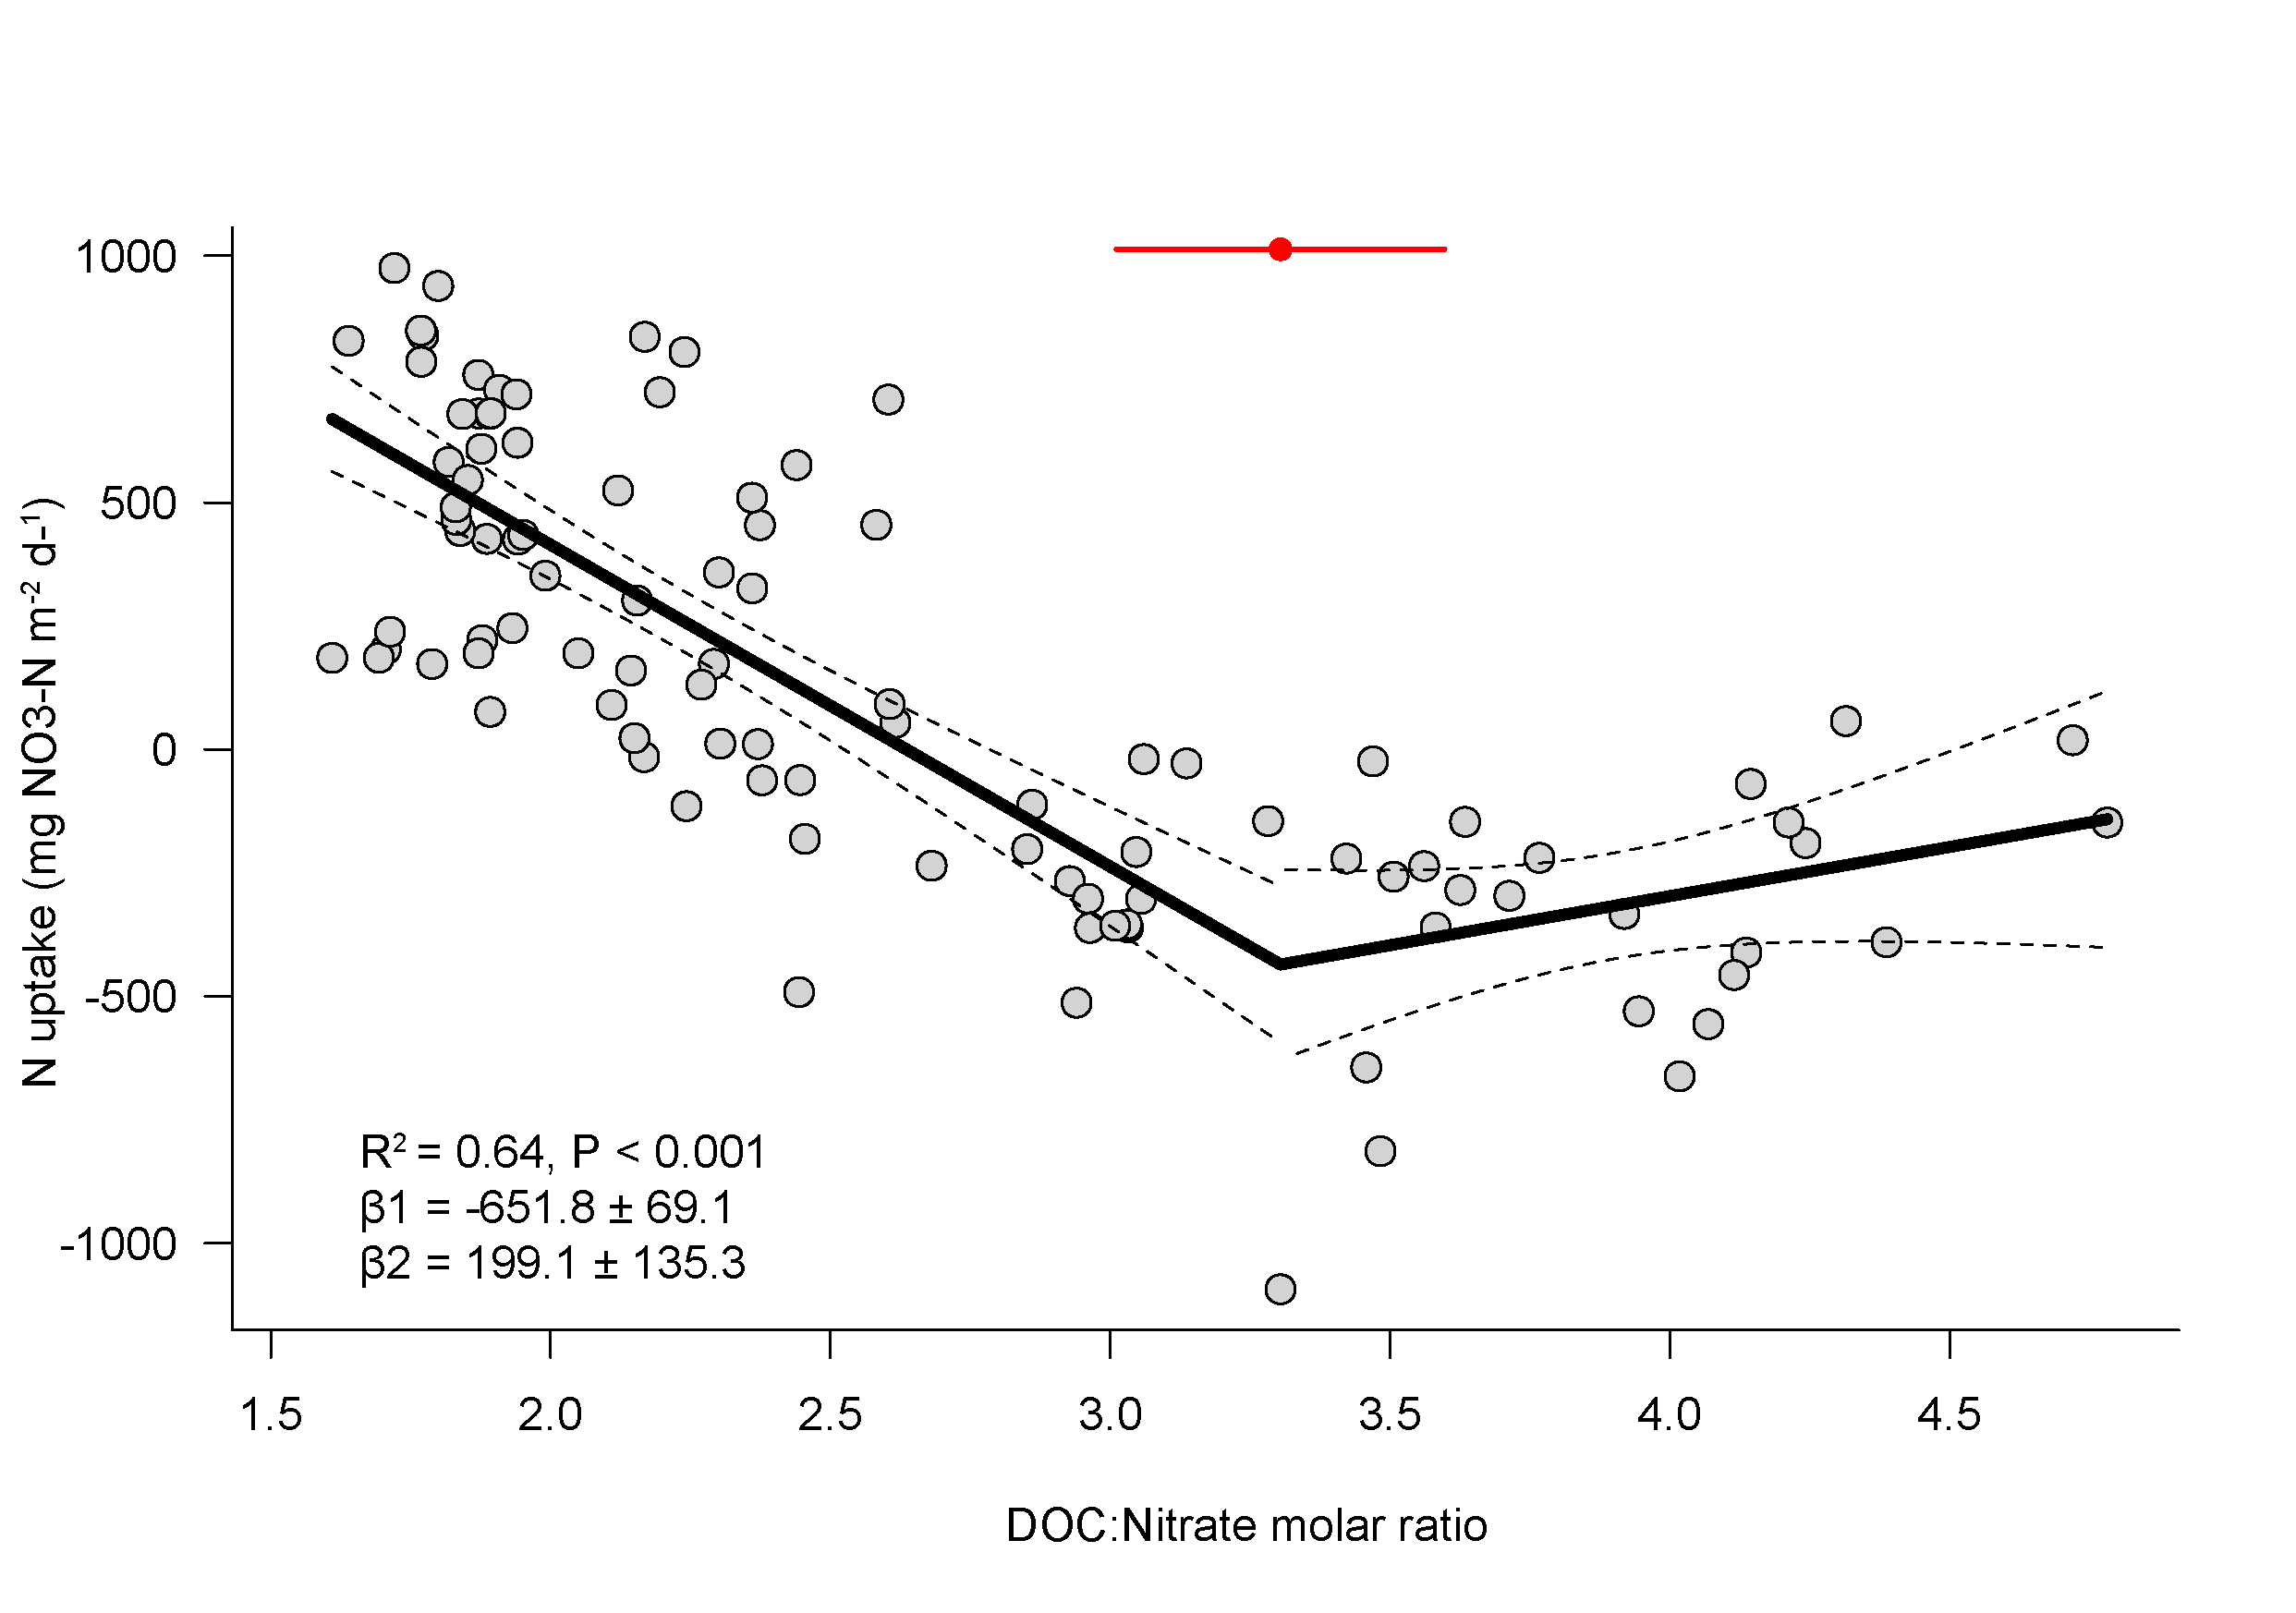 1000
500
0
-500
-1000
N uptake (mg NO3-N m-² d-¹)
R² = 0.64, P < 0.001
β1 = -651.8 ± 69.1
β2 = 199.1 ± 135.3
1.5 2.0 2.5 3.0 3.5 4.0 4.5
DOC:Nitrate molar ratio